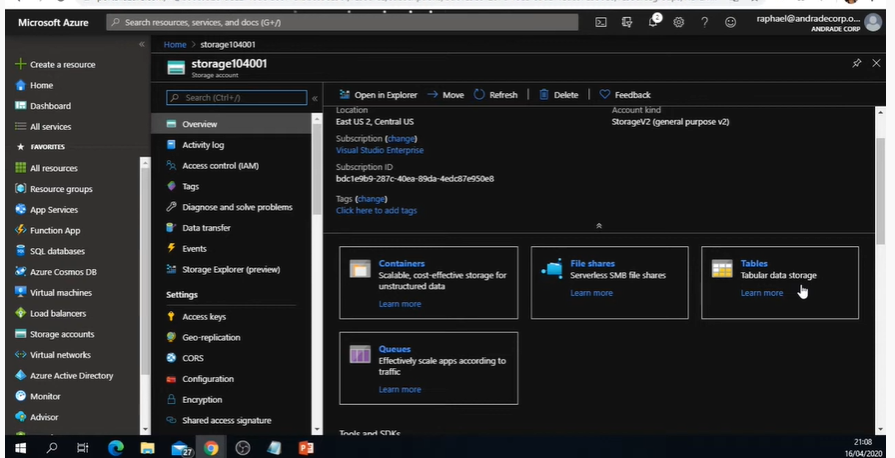 Microsoft Azure
Search resources, services, and docs (G+/)
2
raphael@andradecorp.o...
ANDRADE CORP
Create a resource
Home
Dashboard
All services
FAVORITES
All resources
Resource groups
App Services
Function App
SQL databases
Azure Cosmos DB
Virtual machines
Load balancers
Storage accounts
Virtual networks
Azure Active Directory
Monitor
Advisor
Home > storage104001
storage104001
Storage account
Search (Ctrl+/)
Overview
Activity log
Access control (IAM)
Tags
Diagnose and solve problems
Data transfer
Events
Storage Explorer (preview)
Settings
Access keys
Geo-replication
CORS
Configuration
Encryption
Shared access signature
Open in Explorer
Move
Refresh
Delete
Feedback
Location
East US 2, Central US
Account kind
StorageV2 (general purpose v2)
Subscription (change)
Visual Studio Enterprise
Subscription ID
bdc1e9b9-287c-40ea-89da-4edc87e950e8
Tags (change)
Click here to add tags
Containers
Scalable, cost-effective storage for
unstructured data
Learn more
File shares
Serverless SMB file shares
Learn more
Tables
Tabular data storage
Learn more
Queues
Effectively scale apps according to
traffic
Learn more
Tools and SDKs
27
21:08
16/04/2020